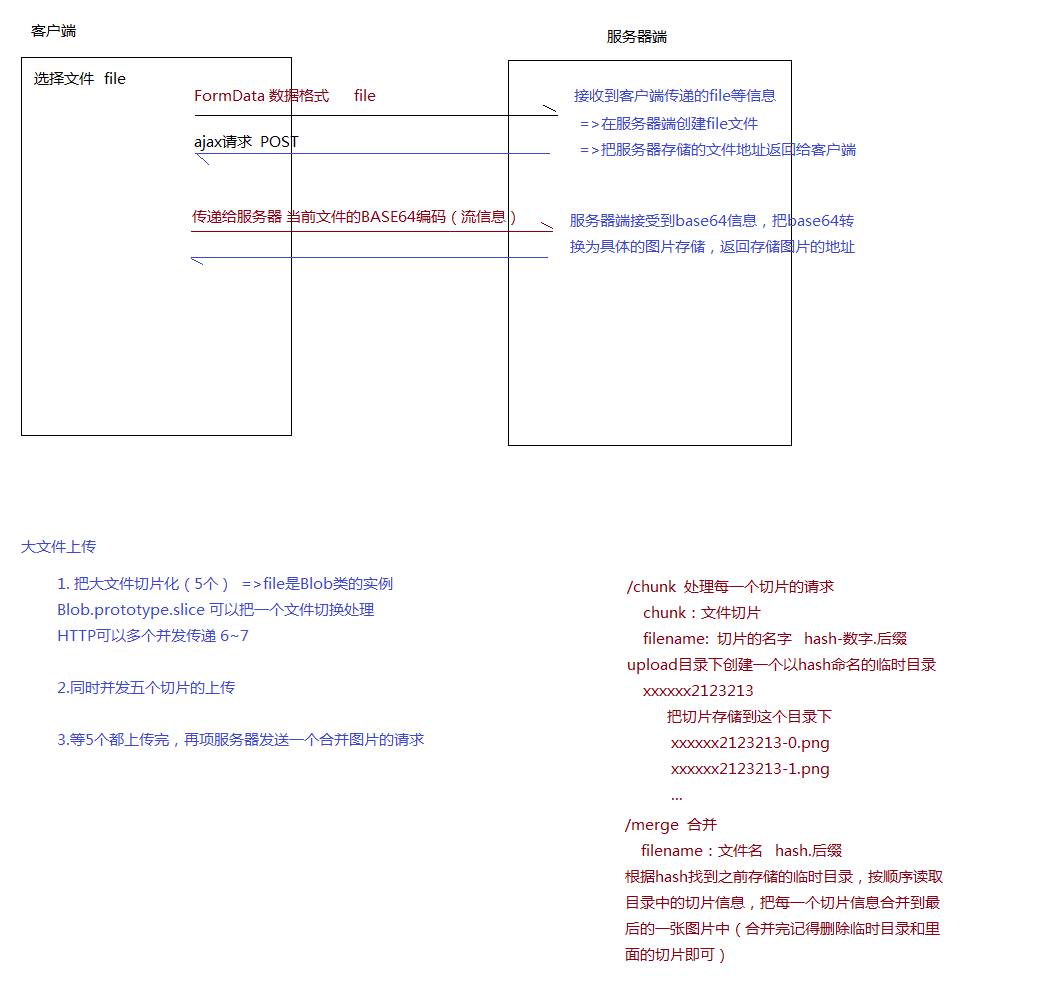 客户端
服务器端
选择文件 file
FormData 数据格式 file
ajax请求 POST
接收到客户端传递的file等信息
=>在服务器端创建file文件
=>把服务器存储的文件地址返回给客户端
传递给服务器 当前文件的BASE64编码（流信息）
服务器端接受到base64信息，把base64转
换为具体的图片存储，返回存储图片的地址
大文件上传
1. 把大文件切片化（5个） =>file是Blob类的实例
Blob.prototype.slice 可以把一个文件切换处理
HTTP可以多个并发传递 6~7
2.同时并发五个切片的上传
3.等5个都上传完，再项服务器发送一个合并图片的请求
/chunk 处理每一个切片的请求
chunk：文件切片
filename: 切片的名字 hash-数字.后缀
upload目录下创建一个以hash命名的临时目录
xxxxxx2123213
把切片存储到这个目录下
xxxxxx2123213-0.png
xxxxxx2123213-1.png
...
/merge 合并
filename：文件名 hash.后缀
根据hash找到之前存储的临时目录，按顺序读取
目录中的切片信息，把每一个切片信息合并到最
后的一张图片中（合并完记得删除临时目录和里
面的切片即可）